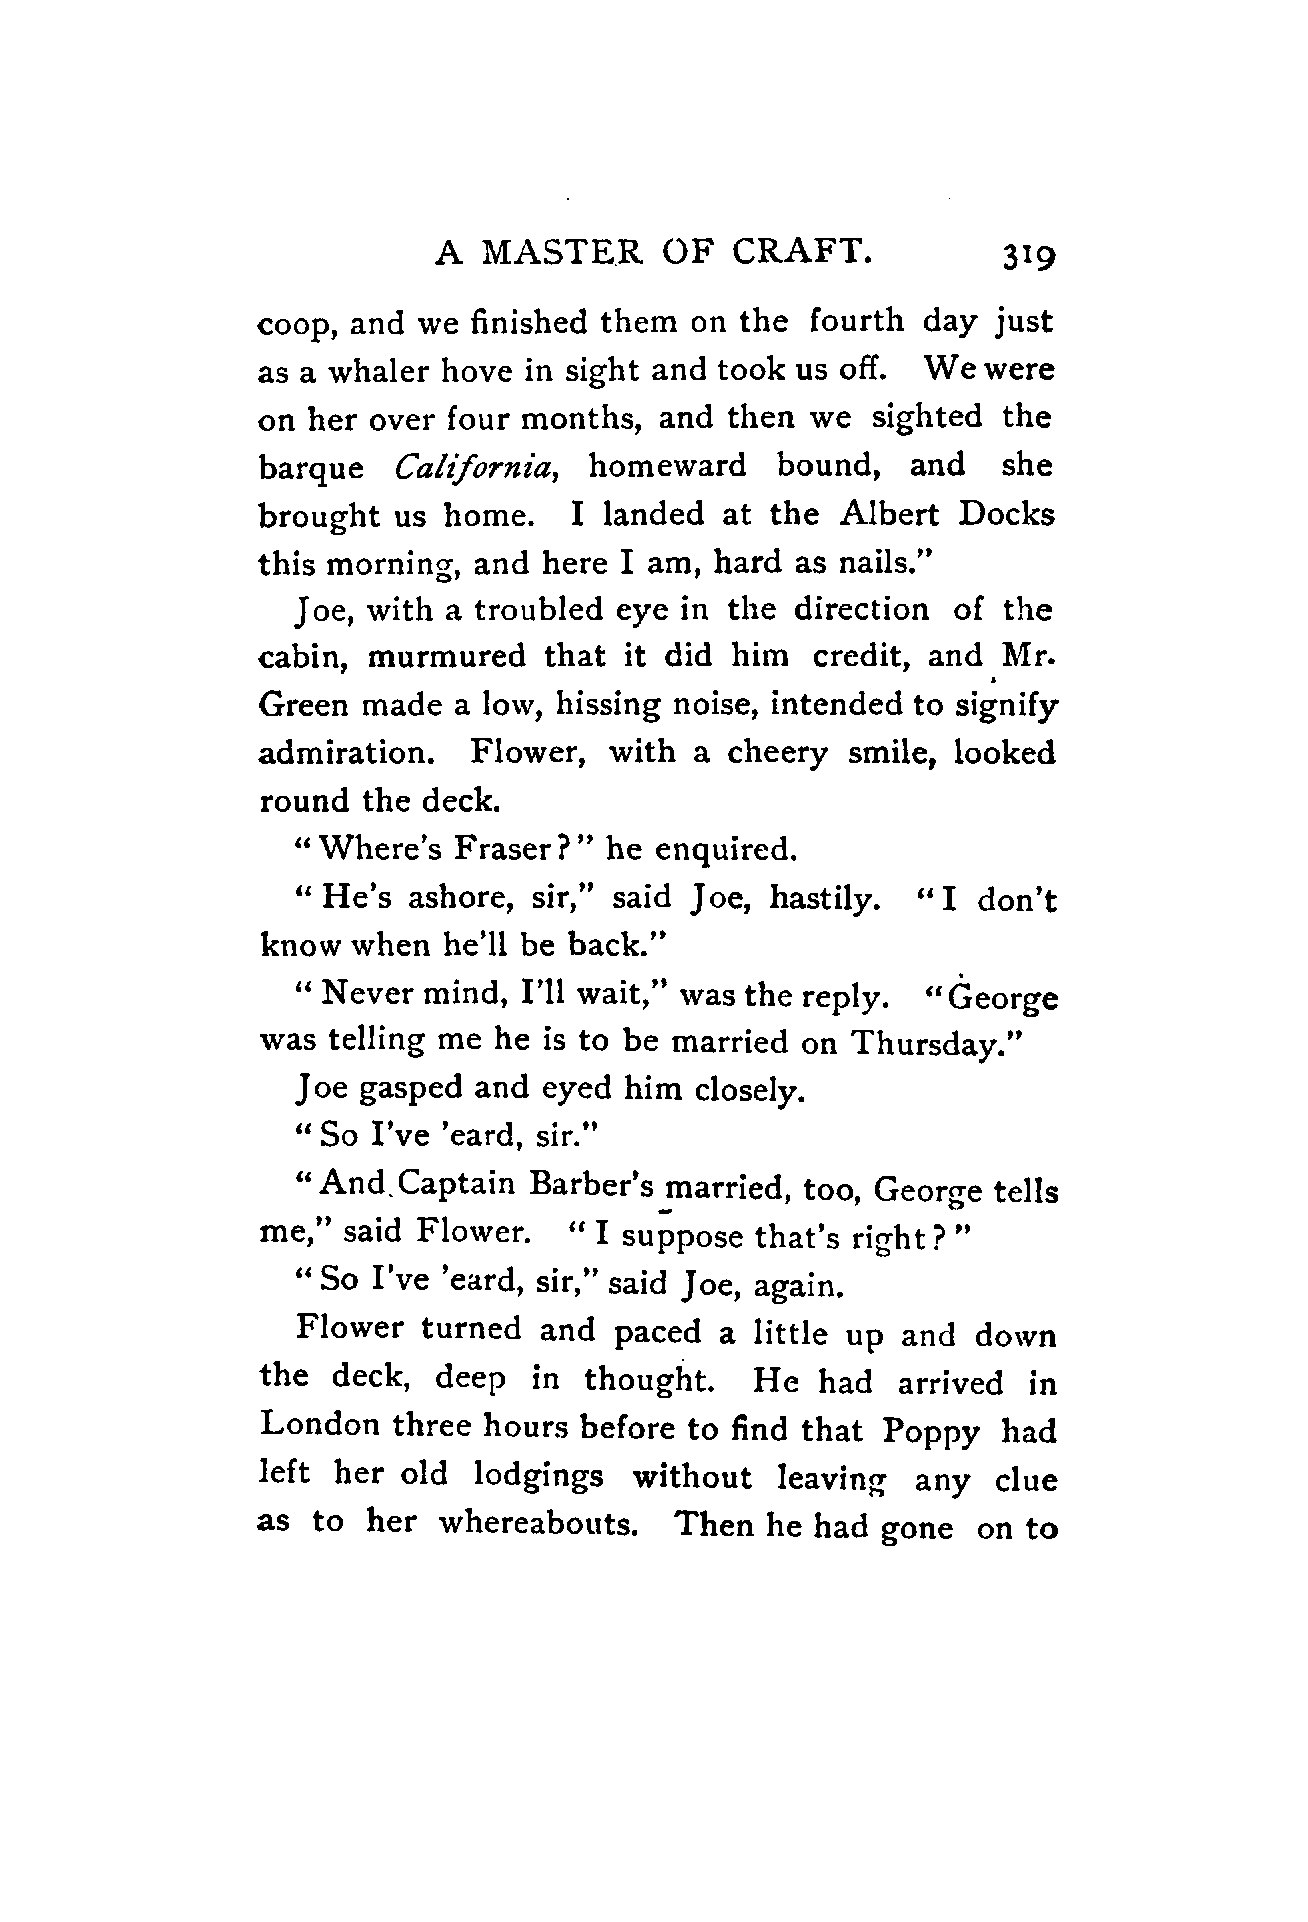 A MASTER OF CRAFT. 319
coop, and we finished them on the fourth day just
as a whaler hove in sight and took us off. We were
on her over four months, and then we sighted the
barque California, homeward bound, and she
brought us home. I landed at the Albert Docks
this morning, and here I am, hard as nails."
Joe, with a troubled eye in the direction of the
cabin, murmured that it did him credit, and Mr.
Green made a low, hissing noise, intended to signify
admiration. Flower, with a cheery smile, looked
round the deck.
"Where's Fraser?" he enquired.
"He's ashore, sir," said Joe, hastily. "I don't
know when he'll be back."
"Never mind, I'll wait," was the reply. "George
was telling me he is to be married on Thursday."
Joe gasped and eyed him closely.
"So I've 'eard, sir."
"And Captain Barber's married, too, George tells
me," said Flower. "I suppose that's right?"
"So I've 'eard, sir," said Joe, again.
Flower turned and paced a little up and down
the deck, deep in thought. He had arrived in
London three hours before to find that Poppy had
left her old lodgings without leaving any clue
as to her whereabouts. Then he had gone on to